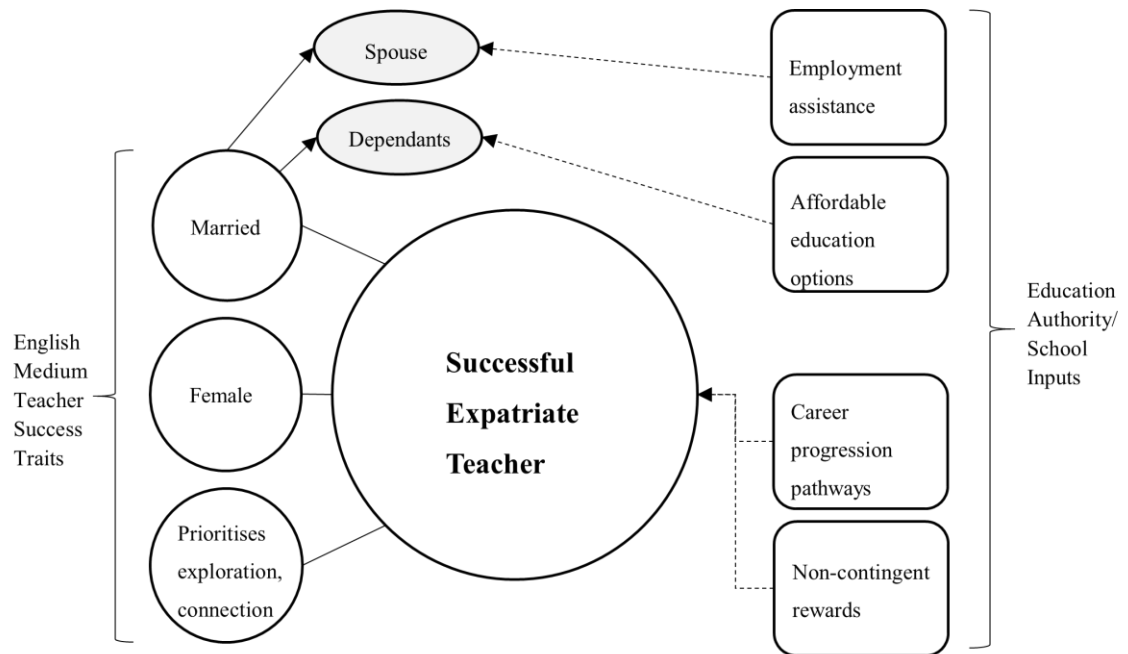 Spouse
Dependants
Married
Female
Prioritises
exploration,
connection
English
Medium
Teacher
Success
Traits
Successful
Expatriate
Teacher
Employment
assistance
Affordable
education
options
Career
progression
pathways
Non-contingent
rewards
Education
Authority/
School
Inputs